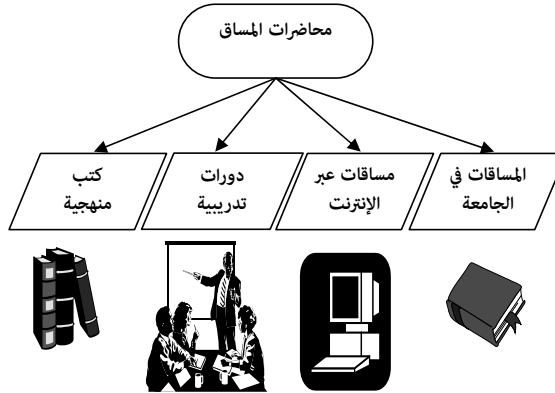 محاضرات المساق
المساقات في
الجامعة
مساقات عبر
الإنترنت
دورات
تدريبية
كتب
منهجية